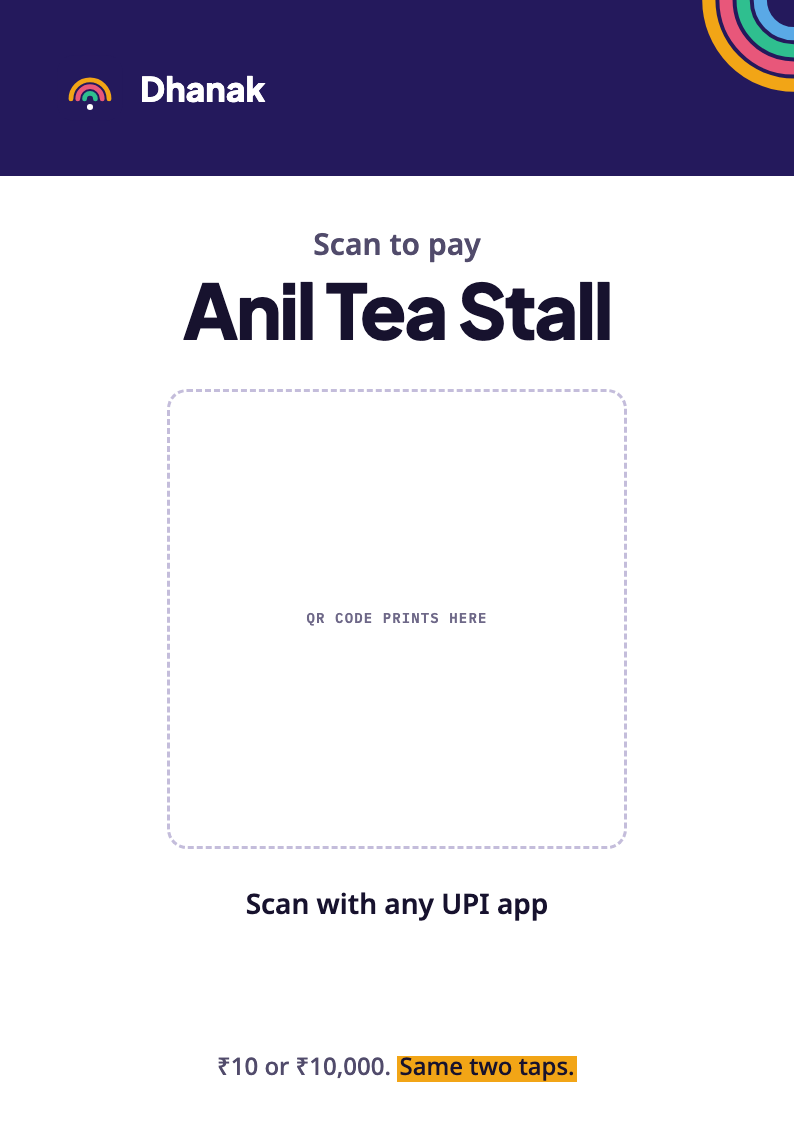 Dhanak
Scan to pay
Anil Tea Stall
QR CODE PRINTS HERE
Scan with any UPI app
₹10 or ₹10,000. Same two taps.